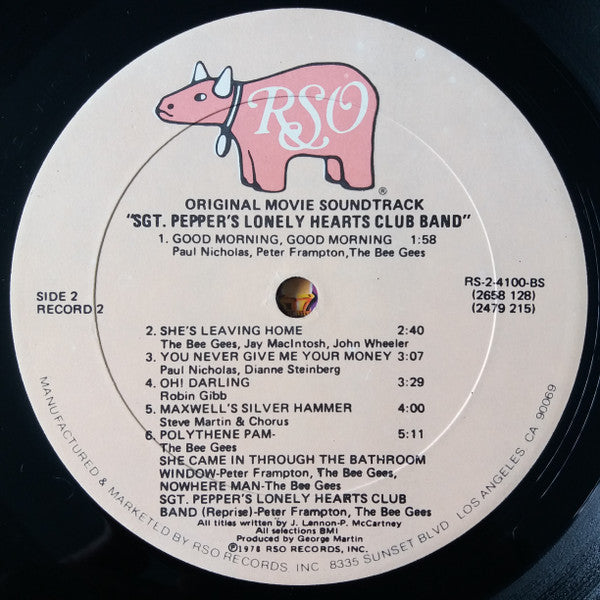 RSO
®
ORIGINAL MOVIE SOUNDTRACK
"SGT. PEPPER'S LONELY HEARTS CLUB BAND"
1. GOOD MORNING, GOOD MORNING 1:58
Paul Nicholas, Peter Frampton, The Bee Gees
SIDE 2
RECORD 2
RS-2-4100-BS
(2658 128)
(2479 215)
2. SHE'S LEAVING HOME 2:40
The Bee Gees, Jay MacIntosh, John Wheeler
3. YOU NEVER GIVE ME YOUR MONEY 3:07
Paul Nicholas, Dianne Steinberg
4. OH! DARLING 3:29
Robin Gibb
5. MAXWELL'S SILVER HAMMER 4:00
Steve Martin & Chorus
6. POLYTHENE PAM- 5:11
The Bee Gees
SHE CAME IN THROUGH THE BATHROOM
WINDOW-Peter Frampton, The Bee Gees,
NOWHERE MAN-The Bee Gees
SGT. PEPPER'S LONELY HEARTS CLUB
BAND (Reprise)-Peter Frampton, The Bee Gees
All titles written by J. Lennon-P. McCartney
All selections BMI
Produced by George Martin
Ⓟ1978 RSO RECORDS, INC.
MANUFACTURED & MARKETED BY RSO RECORDS, INC 8335 SUNSET BLVD LOS ANGELES, CA 90069